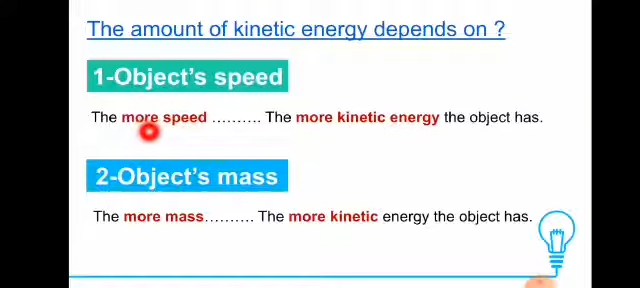 The amount of kinetic energy depends on ?
1-Object's speed
The more speed .......... The more kinetic energy the object has.
2-Object's mass
The more mass.......... The more kinetic energy the object has.